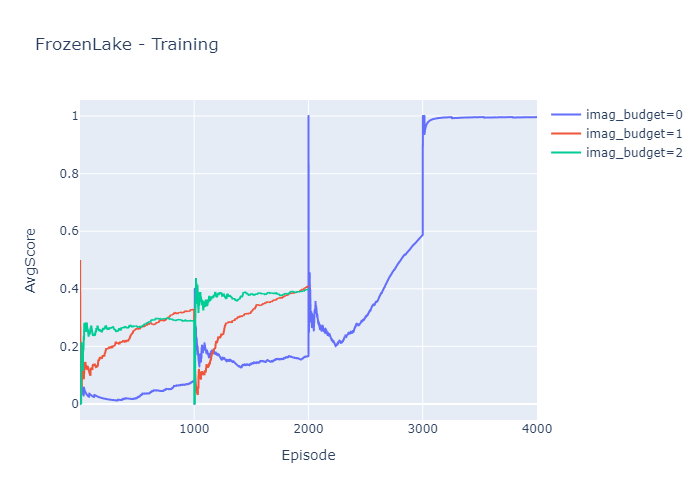 FrozenLake - Training
1
0.8
0.6
0.4
0.2
0
AvgScore
1000
2000
3000
4000
Episode
imag_budget=0
imag_budget=1
imag_budget=2